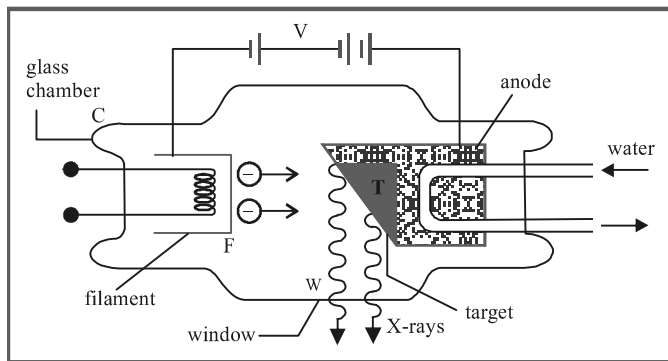 V
glass
chamber
C
anode
water
T
F
filament
W
target
window
X-rays